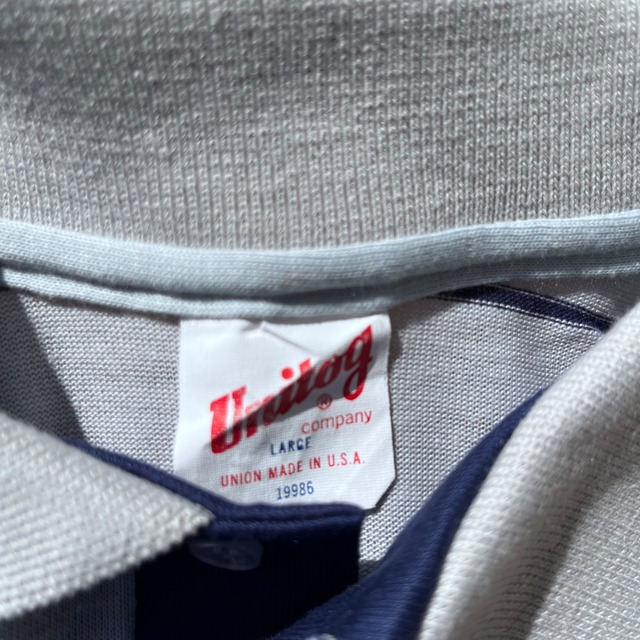 Unitog
®
company
LARGE
UNION MADE IN U.S.A.
19986